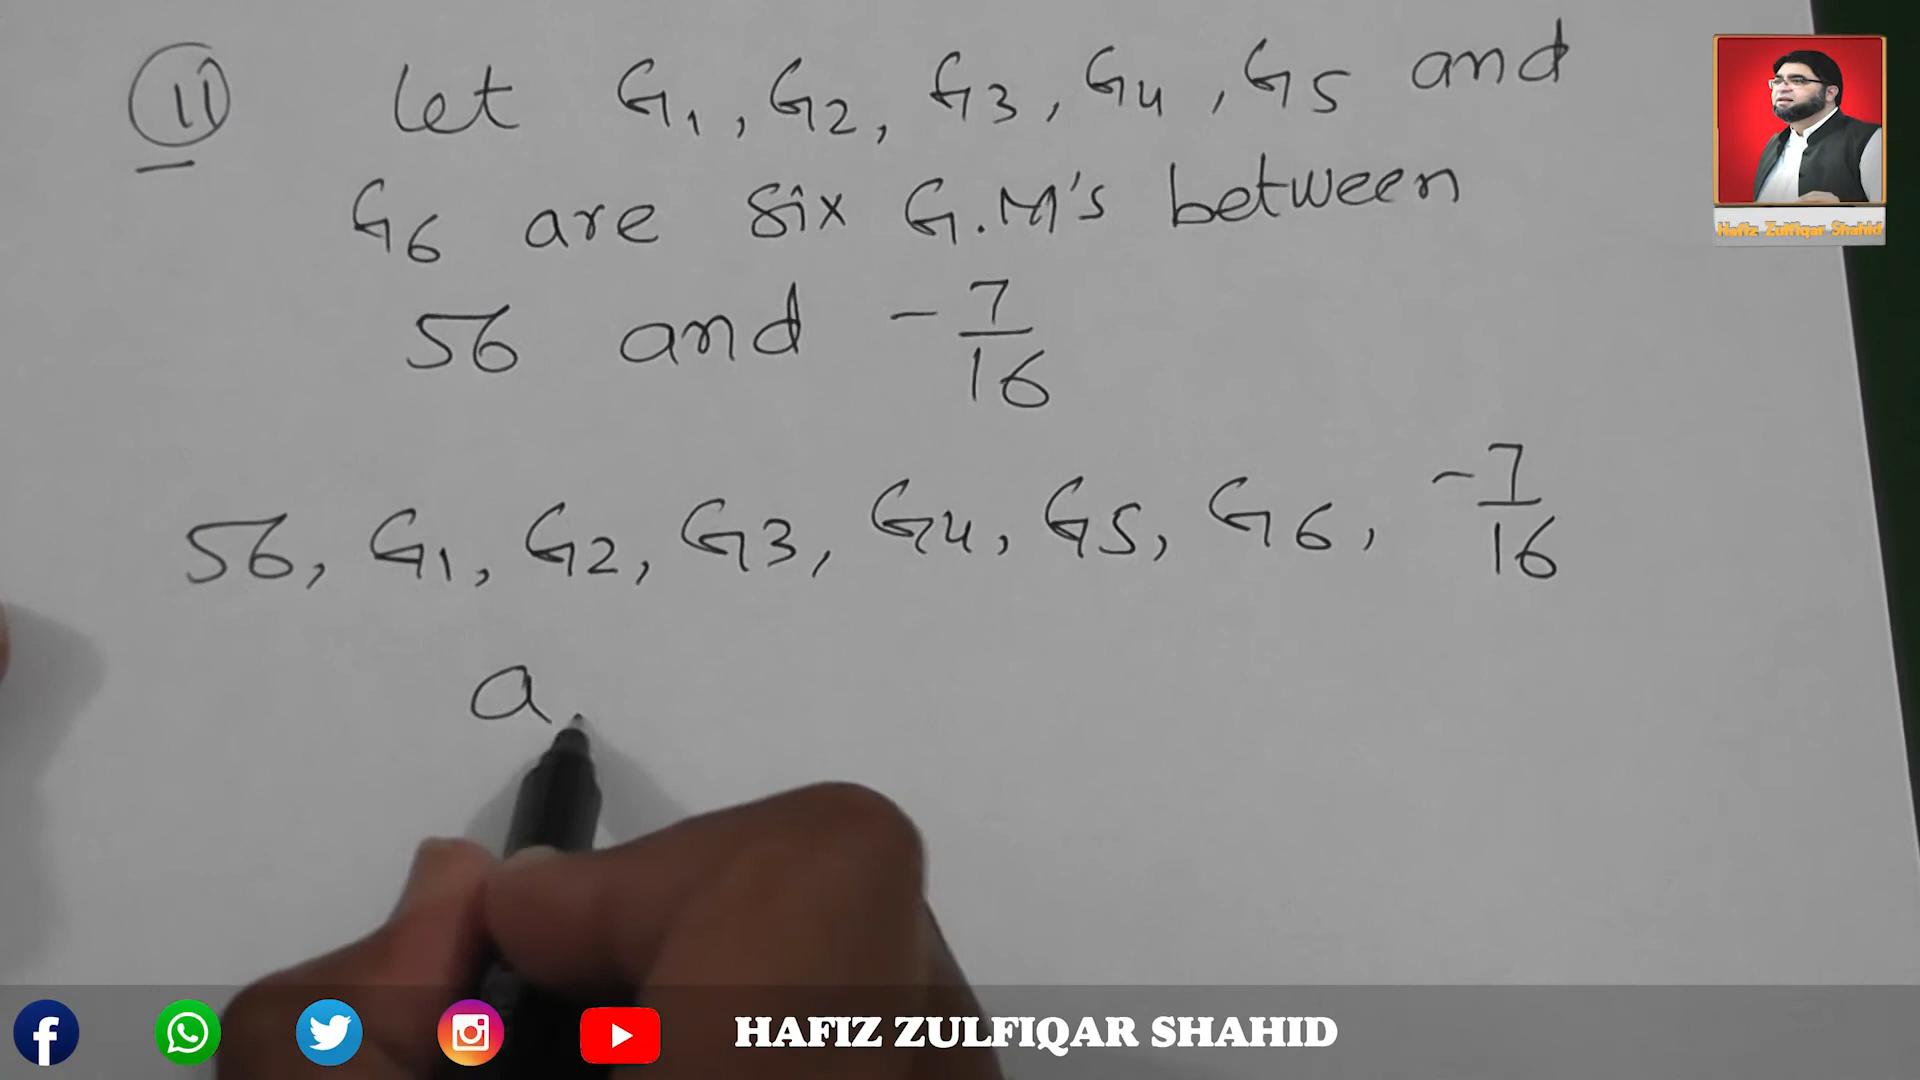 11 Let G1, G2, G3, G4, G5 and
G6 are six G.M's between
56 and -7/16
56, G1, G2, G3, G4, G5, G6, -7/16
a
Hafiz Zulfiqar Shahid
HAFIZ ZULFIQAR SHAHID